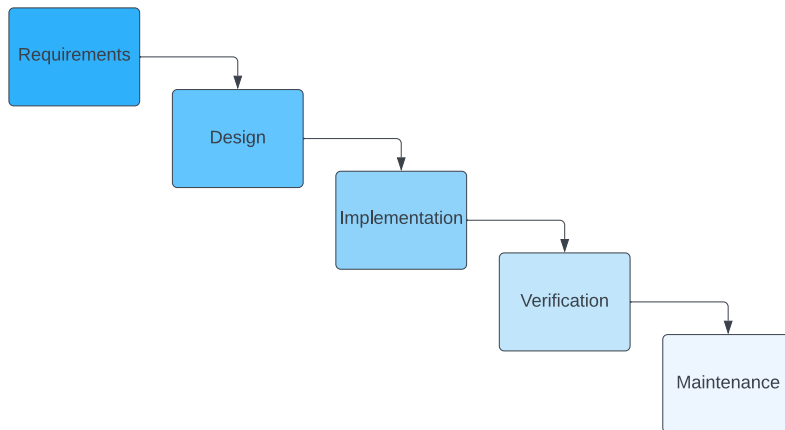 Requirements
Design
Implementation
Verification
Maintenance